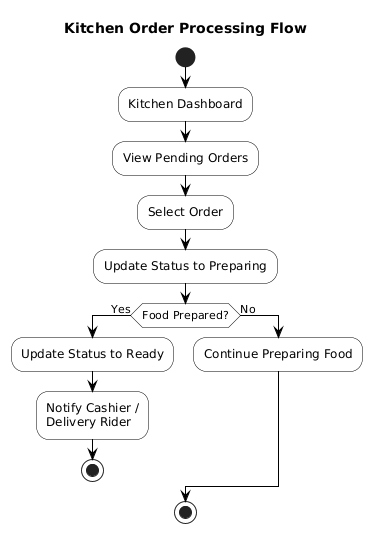 Kitchen Order Processing Flow
Kitchen Dashboard
View Pending Orders
Select Order
Update Status to Preparing
Yes
Food Prepared?
No
Update Status to Ready
Continue Preparing Food
Notify Cashier /
Delivery Rider